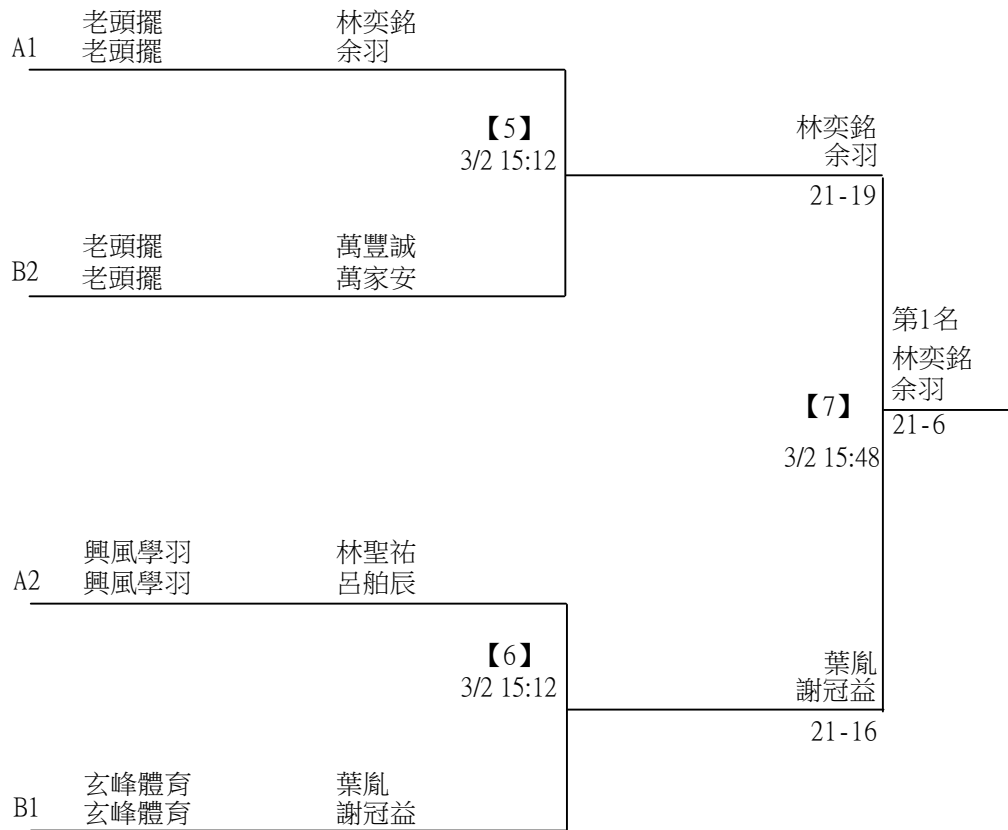 老頭擺 林奕銘
A1 老頭擺 余羽
【5】
3/2 15:12
林奕銘
余羽
21-19
老頭擺 萬豐誠
B2 老頭擺 萬家安
第1名
林奕銘
余羽
【7】
21-6
3/2 15:48
興風學羽 林聖祐
A2 興風學羽 呂舶辰
【6】
3/2 15:12
葉胤
謝冠益
21-16
玄峰體育 葉胤
B1 玄峰體育 謝冠益